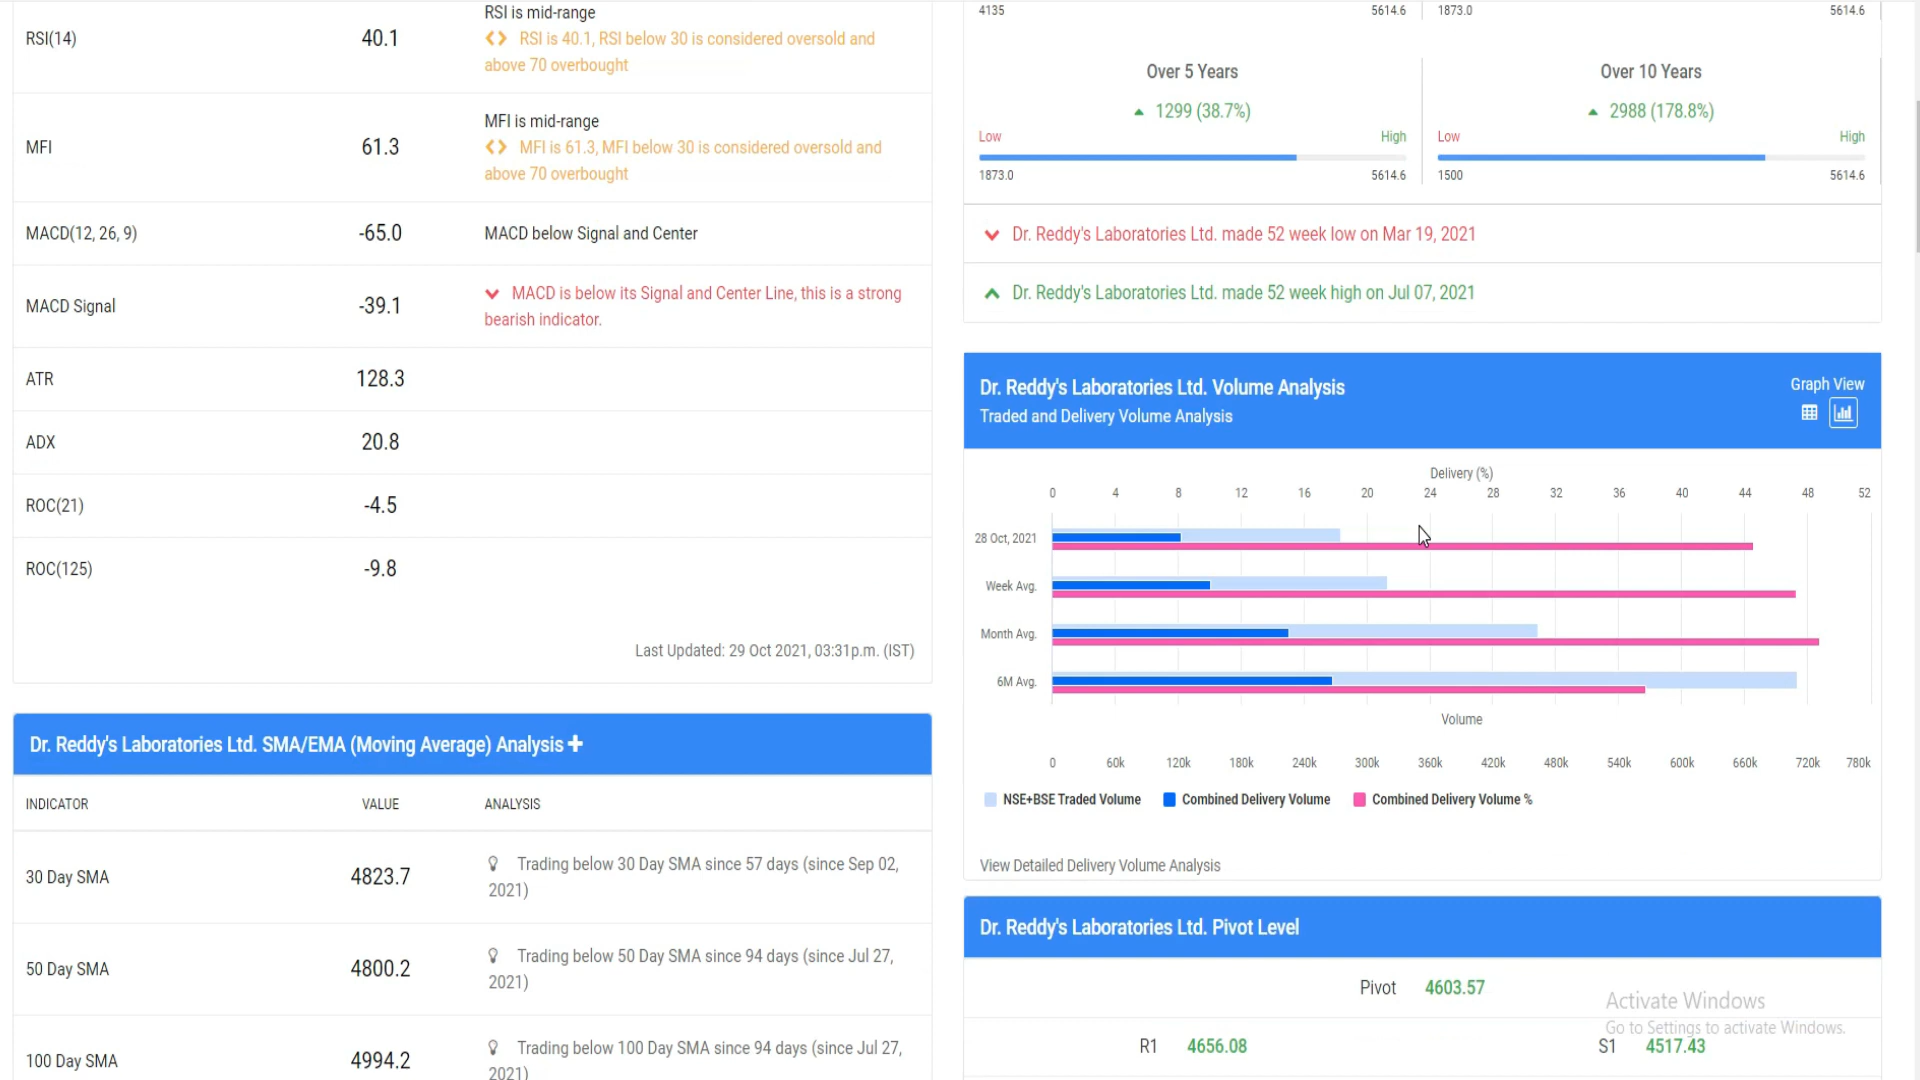 RSI(14)
40.1
RSI is mid-range
RSI is 40.1, RSI below 30 is considered oversold and
above 70 overbought
MFI
61.3
MFI is mid-range
MFI is 61.3, MFI below 30 is considered oversold and
above 70 overbought
MACD(12, 26, 9)
-65.0
MACD below Signal and Center
MACD Signal
-39.1
MACD is below its Signal and Center Line, this is a strong
bearish indicator.
ATR
128.3
ADX
20.8
ROC(21)
-4.5
ROC(125)
-9.8
Last Updated: 29 Oct 2021, 03:31p.m. (IST)
Dr. Reddy's Laboratories Ltd. SMA/EMA (Moving Average) Analysis +
INDICATOR VALUE ANALYSIS
30 Day SMA
4823.7
Trading below 30 Day SMA since 57 days (since Sep 02,
2021)
50 Day SMA
4800.2
Trading below 50 Day SMA since 94 days (since Jul 27,
2021)
100 Day SMA
4994.2
Trading below 100 Day SMA since 94 days (since Jul 27,
2021)
4135 5614.6 1873.0 5614.6
Over 5 Years
1299 (38.7%)
Low High
1873.0 5614.6
Over 10 Years
2988 (178.8%)
Low High
1500 5614.6
Dr. Reddy's Laboratories Ltd. made 52 week low on Mar 19, 2021
Dr. Reddy's Laboratories Ltd. made 52 week high on Jul 07, 2021
Dr. Reddy's Laboratories Ltd. Volume Analysis
Traded and Delivery Volume Analysis
Graph View
Delivery (%)
0 4 8 12 16 20 24 28 32 36 40 44 48 52
28 Oct, 2021
Week Avg.
Month Avg.
6M Avg.
Volume
0 60k 120k 180k 240k 300k 360k 420k 480k 540k 600k 660k 720k 780k
NSE+BSE Traded Volume Combined Delivery Volume Combined Delivery Volume %
View Detailed Delivery Volume Analysis
Dr. Reddy's Laboratories Ltd. Pivot Level
Pivot 4603.57
Activate Windows
Go to Settings to activate Windows.
R1 4656.08 S1 4517.43